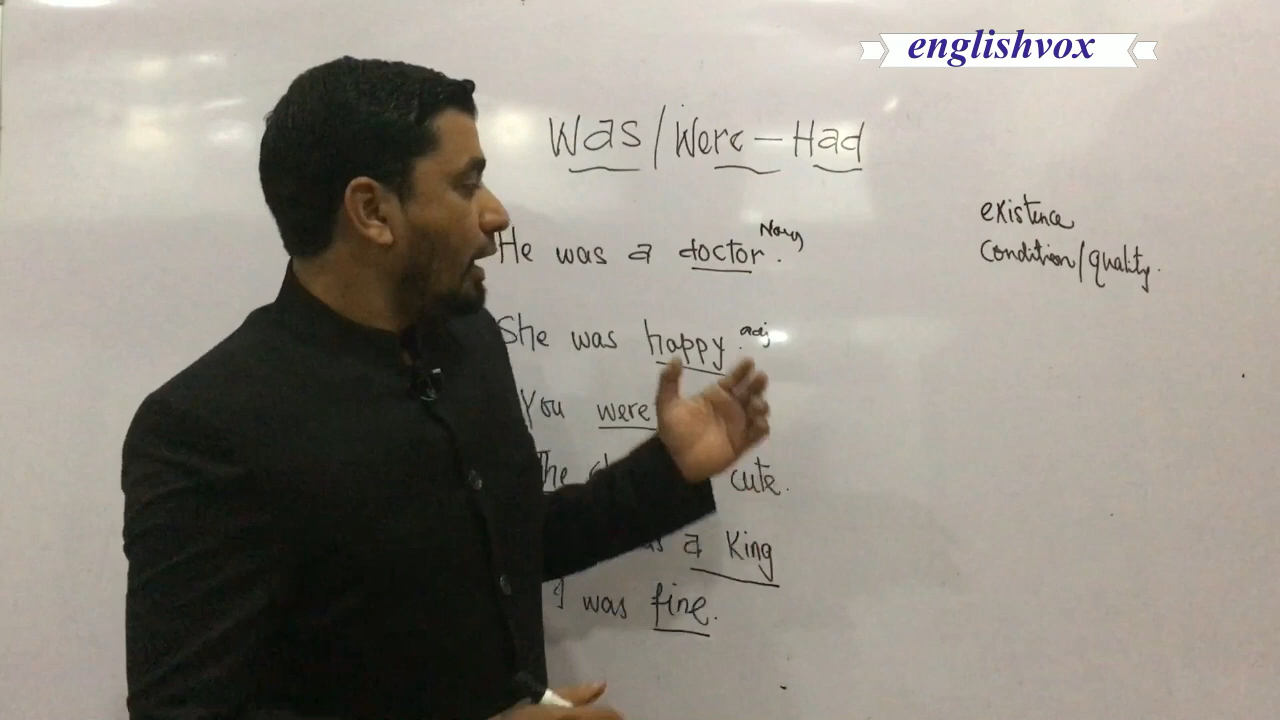 englishvox
Was/Were-Had
existence
Condition/quality.
He was a doctor. Noun
She was happy. adj
You were
The cute.
a King
I was fine.